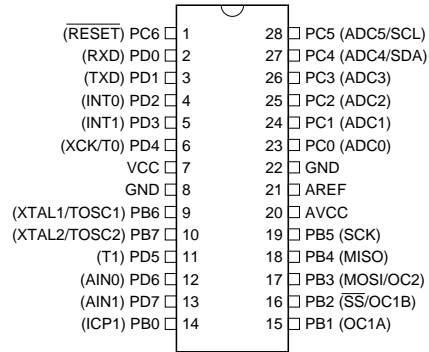 (RESET) PC6 1 28 PC5 (ADC5/SCL)
(RXD) PD0 2 27 PC4 (ADC4/SDA)
(TXD) PD1 3 26 PC3 (ADC3)
(INT0) PD2 4 25 PC2 (ADC2)
(INT1) PD3 5 24 PC1 (ADC1)
(XCK/T0) PD4 6 23 PC0 (ADC0)
VCC 7 22 GND
GND 8 21 AREF
(XTAL1/TOSC1) PB6 9 20 AVCC
(XTAL2/TOSC2) PB7 10 19 PB5 (SCK)
(T1) PD5 11 18 PB4 (MISO)
(AIN0) PD6 12 17 PB3 (MOSI/OC2)
(AIN1) PD7 13 16 PB2 (SS/OC1B)
(ICP1) PB0 14 15 PB1 (OC1A)